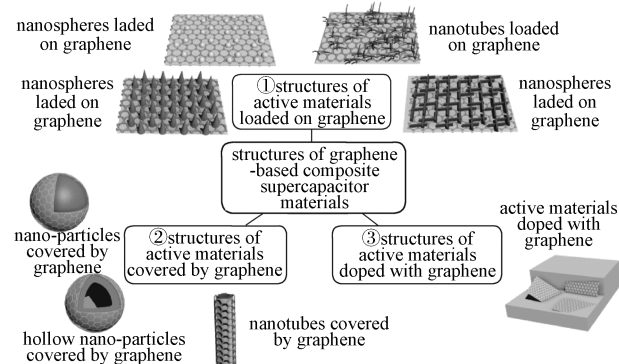 nanospheres laded
on graphene
nanotubes loaded
on graphene
nanospheres
laded on
graphene
①structures of
active materials
loaded on graphene
nanospheres
laded on
graphene
structures of graphene
-based composite
supercapacitor
materials
nano-particles
covered by
graphene
②structures of
active materials
covered by graphene
③structures of
active materials
doped with graphene
active materials
doped with
graphene
hollow nano-particles
covered by graphene
nanotubes covered
by graphene